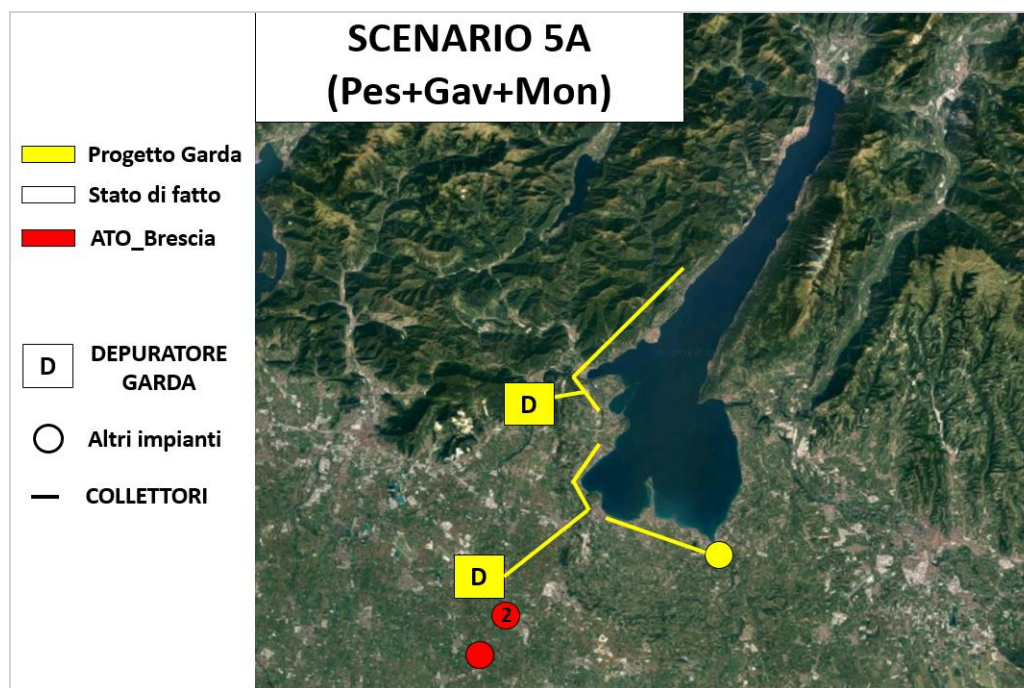 SCENARIO 5A
(Pes+Gav+Mon)
Progetto Garda
Stato di fatto
ATO_Brescia
D
DEPURATORE
GARDA
Altri impianti
COLLETTORI
D
D
2